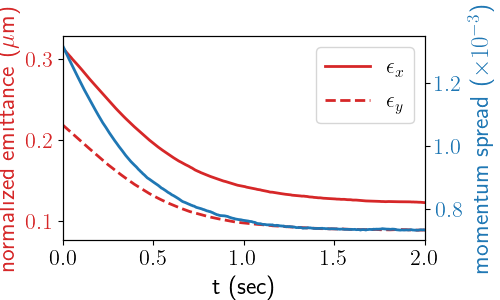 normalized emittance (μm)
0.3
0.2
0.1
ϵx
ϵy
1.2
1.0
0.8
momentum spread (×10⁻³)
0.0 0.5 1.0 1.5 2.0
t (sec)